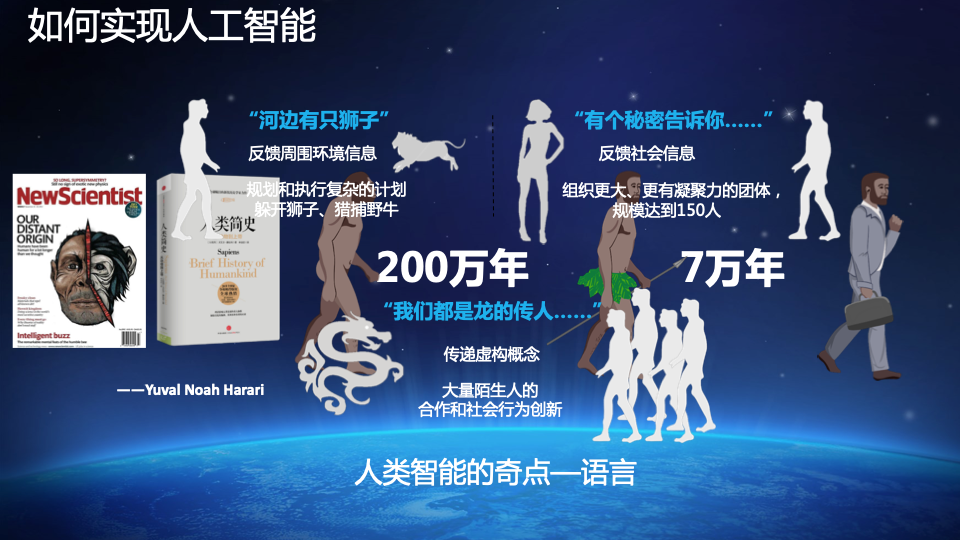 如何实现人工智能
“河边有只狮子”
反馈周围环境信息
规划和执行复杂的计划
躲开狮子、猎捕野牛
“有个秘密告诉你……”
反馈社会信息
组织更大、更有凝聚力的团体，
规模达到150人
SO LONG, SUPERSYMMETRY?
NewScientist
OUR
DISTANT
ORIGIN
Intelligent buzz
人类简史
Sapiens
Brief History of
Humankind
200万年
7万年
“我们都是龙的传人……”
传递虚构概念
大量陌生人的
合作和社会行为创新
——Yuval Noah Harari
人类智能的奇点—语言